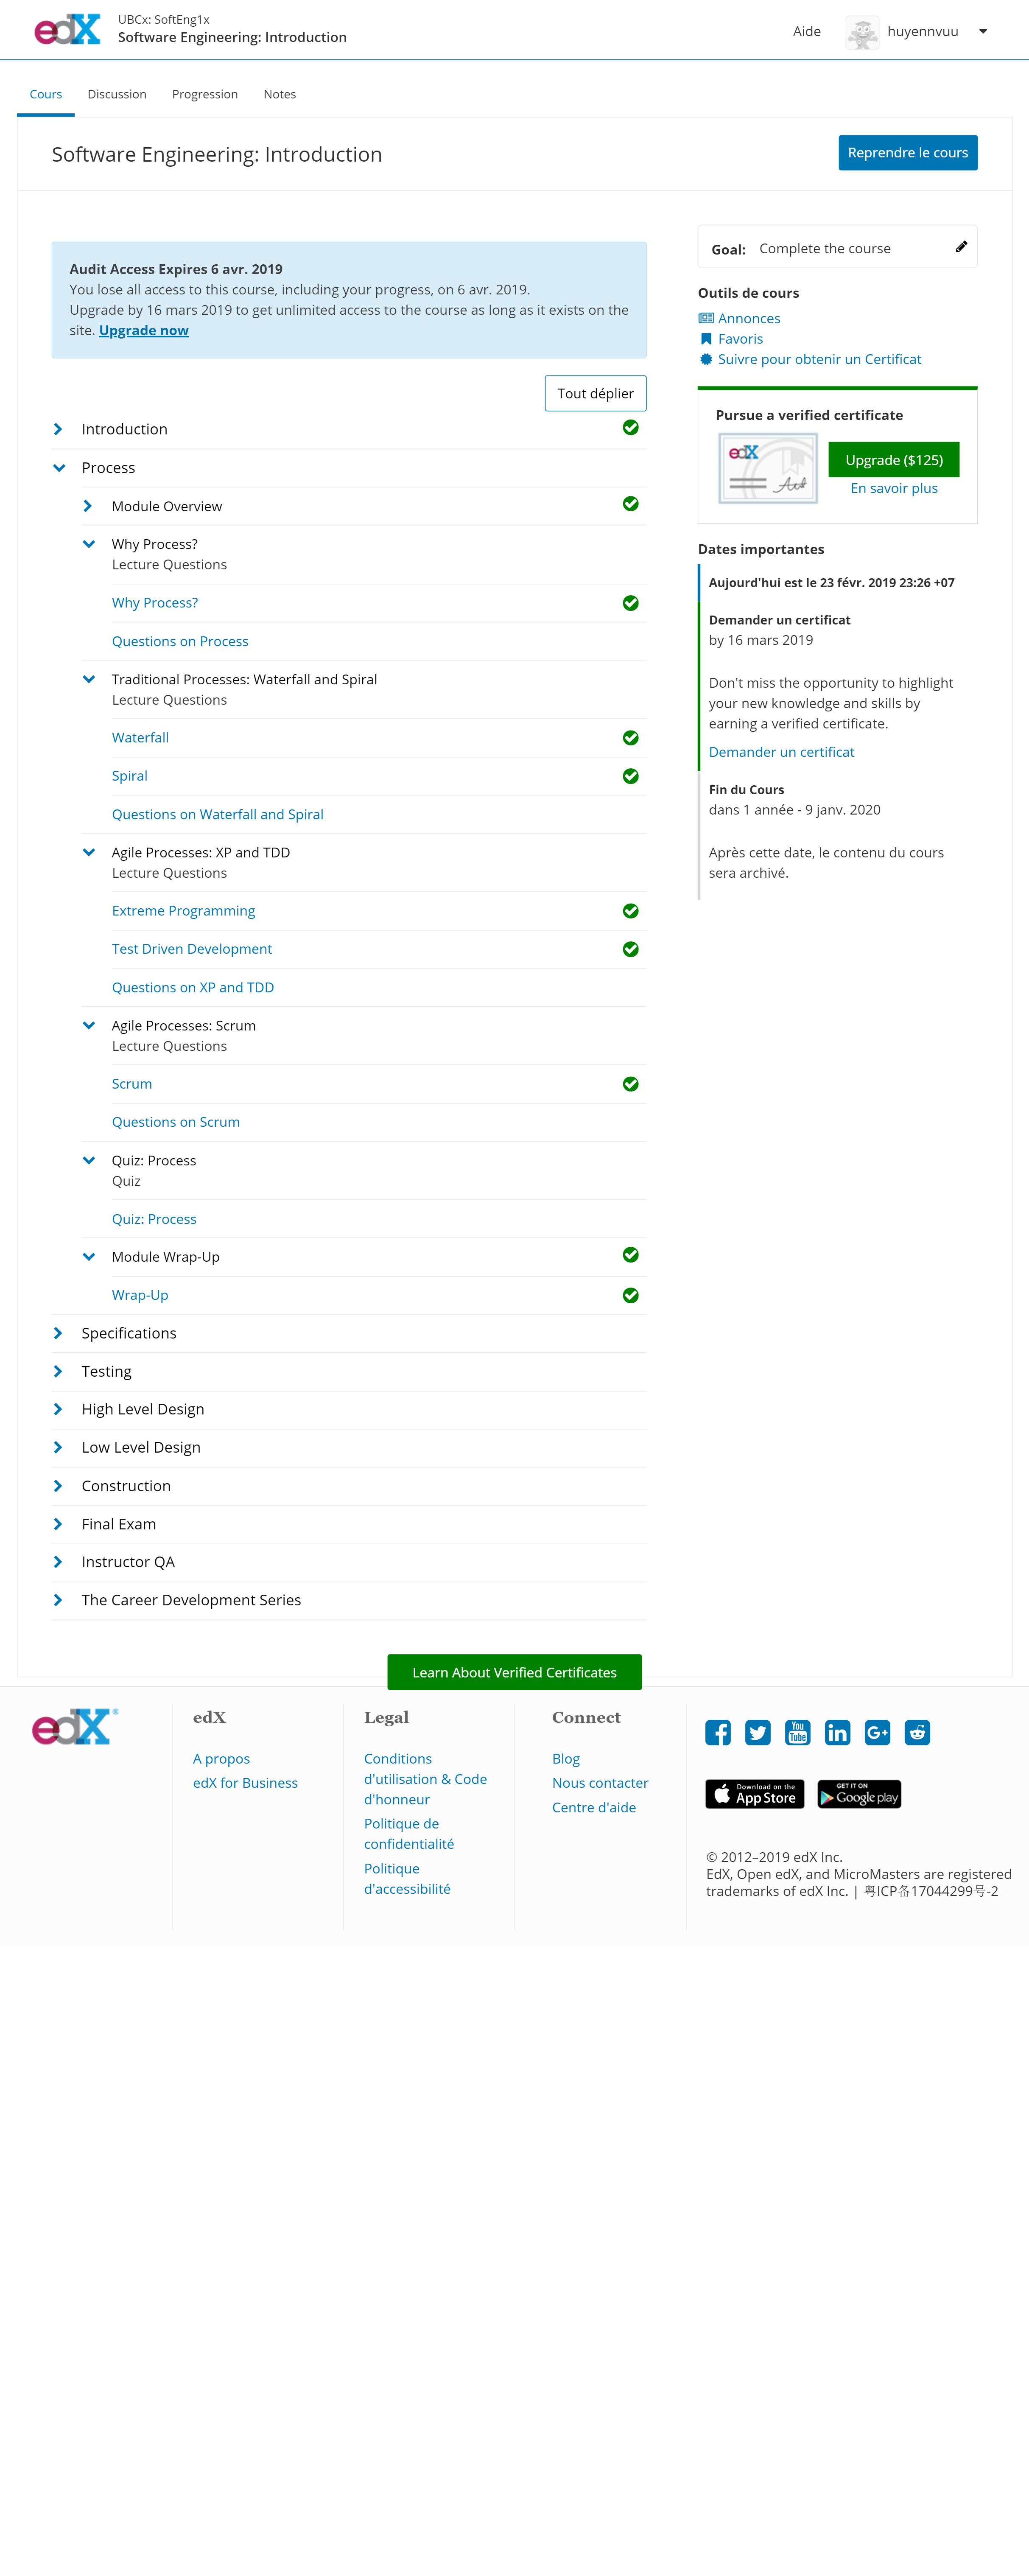 edX
UBCx: SoftEng1x
Software Engineering: Introduction
Aide
huyennvuu
Cours
Discussion
Progression
Notes
Software Engineering: Introduction
Reprendre le cours
Audit Access Expires 6 avr. 2019
You lose all access to this course, including your progress, on 6 avr. 2019.
Upgrade by 16 mars 2019 to get unlimited access to the course as long as it exists on the
site. Upgrade now
Tout déplier
Introduction
Process
Module Overview
Why Process?
Lecture Questions
Why Process?
Questions on Process
Traditional Processes: Waterfall and Spiral
Lecture Questions
Waterfall
Spiral
Questions on Waterfall and Spiral
Agile Processes: XP and TDD
Lecture Questions
Extreme Programming
Test Driven Development
Questions on XP and TDD
Agile Processes: Scrum
Lecture Questions
Scrum
Questions on Scrum
Quiz: Process
Quiz
Quiz: Process
Module Wrap-Up
Wrap-Up
Specifications
Testing
High Level Design
Low Level Design
Construction
Final Exam
Instructor QA
The Career Development Series
Goal: Complete the course
Outils de cours
Annonces
Favoris
Suivre pour obtenir un Certificat
Pursue a verified certificate
edX
Upgrade ($125)
En savoir plus
Dates importantes
Aujourd'hui est le 23 févr. 2019 23:26 +07
Demander un certificat
by 16 mars 2019
Don't miss the opportunity to highlight
your new knowledge and skills by
earning a verified certificate.
Demander un certificat
Fin du Cours
dans 1 année - 9 janv. 2020
Après cette date, le contenu du cours
sera archivé.
Learn About Verified Certificates
edX
edX
A propos
edX for Business
Legal
Conditions
d'utilisation & Code
d'honneur
Politique de
confidentialité
Politique
d'accessibilité
Connect
Blog
Nous contacter
Centre d'aide
You
Tube
in
G+
Download on the
App Store
GET IT ON
Google play
© 2012–2019 edX Inc.
EdX, Open edX, and MicroMasters are registered
trademarks of edX Inc. | 粤ICP备17044299号-2